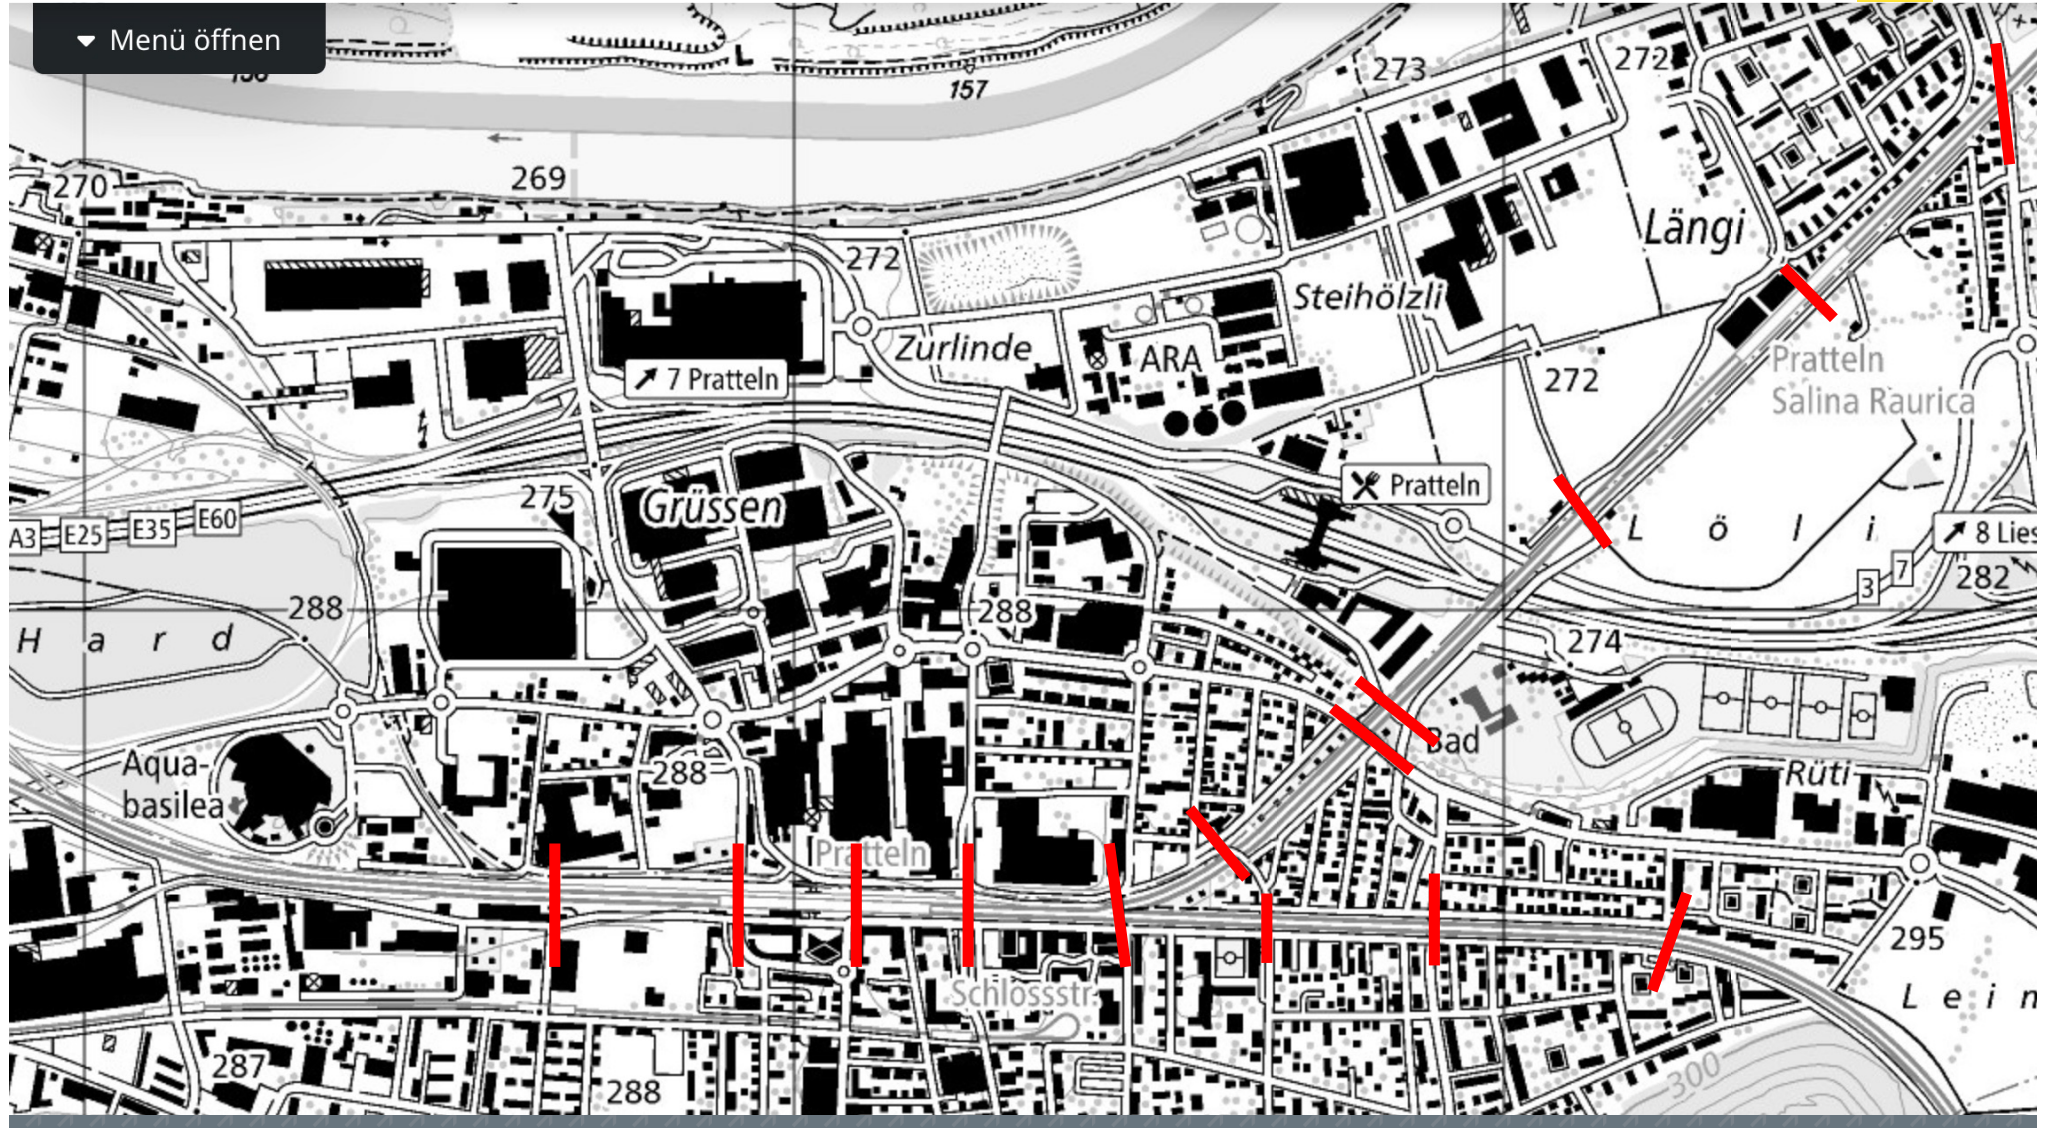 Menü öffnen
156
157
273
272
270
269
272
Längi
Steihölzli
Zurlinde
ARA
7 Pratteln
272
Pratteln
Salina Raurica
275
Grüssen
Pratteln
A3
E25
E35
E60
L ö l i
8 Lies
3
7
282
288
288
H a r d
274
Bad
Aqua-
basilea
288
Rüti
Pratteln
295
Schlossstr.
L e i n
287
288
300